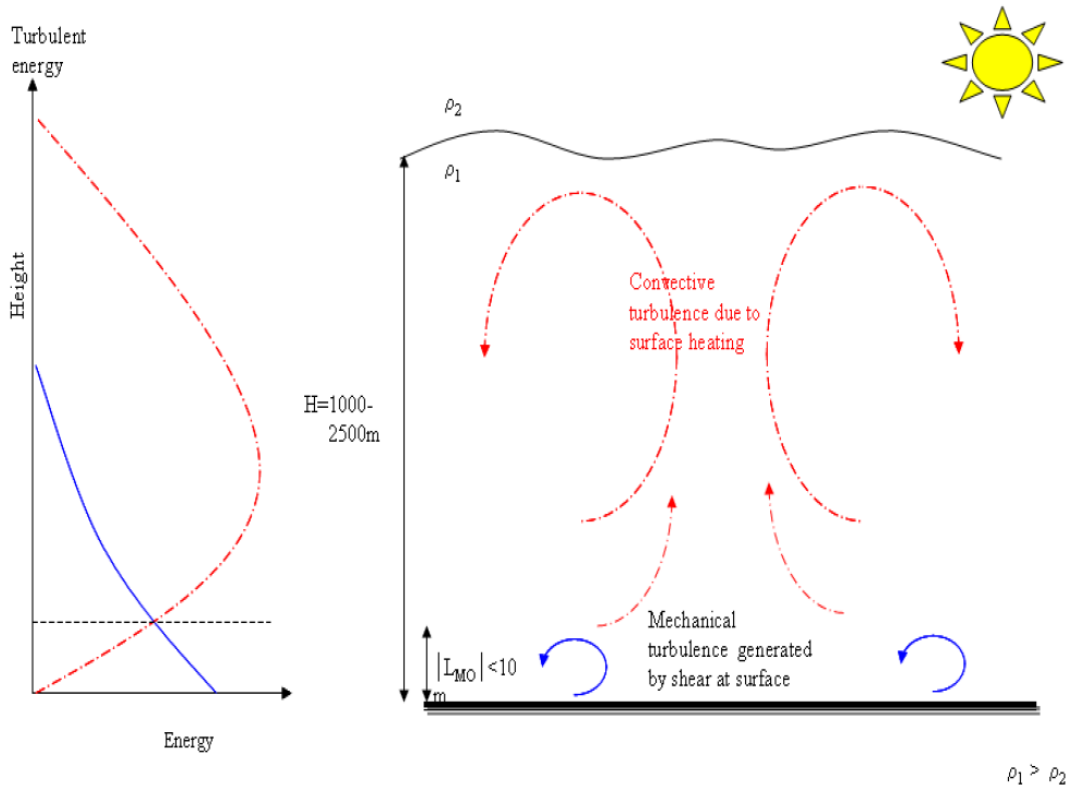 Turbulent
energy
Height
Energy
ρ₂
ρ₁
Convective
turbulence due to
surface heating
H=1000-
2500m
Mechanical
turbulence generated
by shear at surface
|L_MO|<10
m
ρ₁ > ρ₂